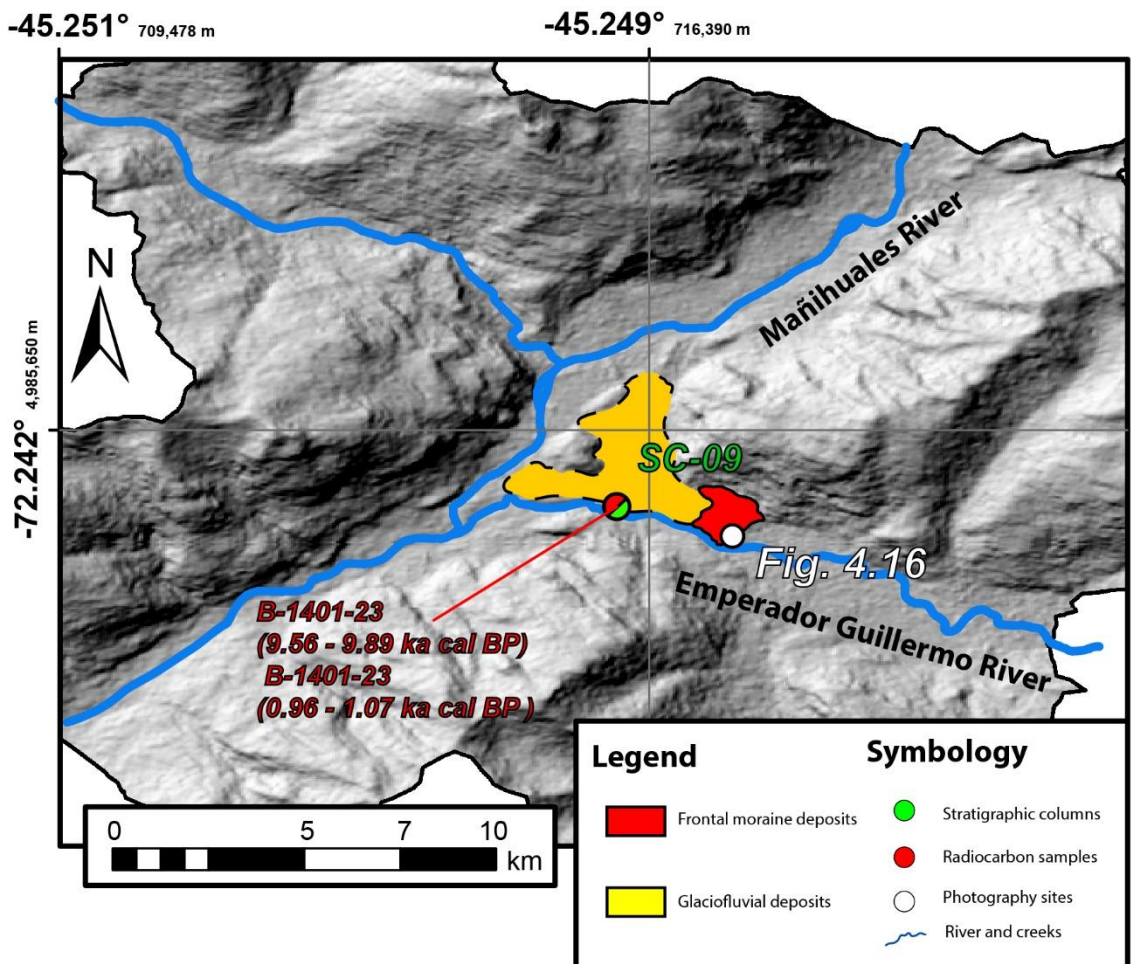 -45.251° 709,478 m
-45.249° 716,390 m
N
Mañihuales River
4,985,650 m
-72.242°
SC-09
Fig. 4.16
Emperador Guillermo River
B-1401-23
(9.56 - 9.89 ka cal BP)
B-1401-23
(0.96 - 1.07 ka cal BP )
0 5 7 10
km
Legend
Frontal moraine deposits
Glaciofluvial deposits
Symbology
Stratigraphic columns
Radiocarbon samples
Photography sites
River and creeks